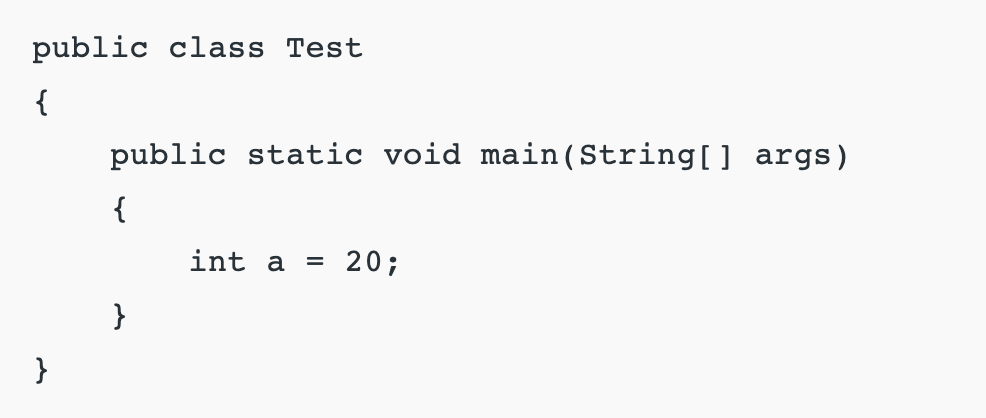 public class Test
{
    public static void main(String[] args)
    {
        int a = 20;
    }
}